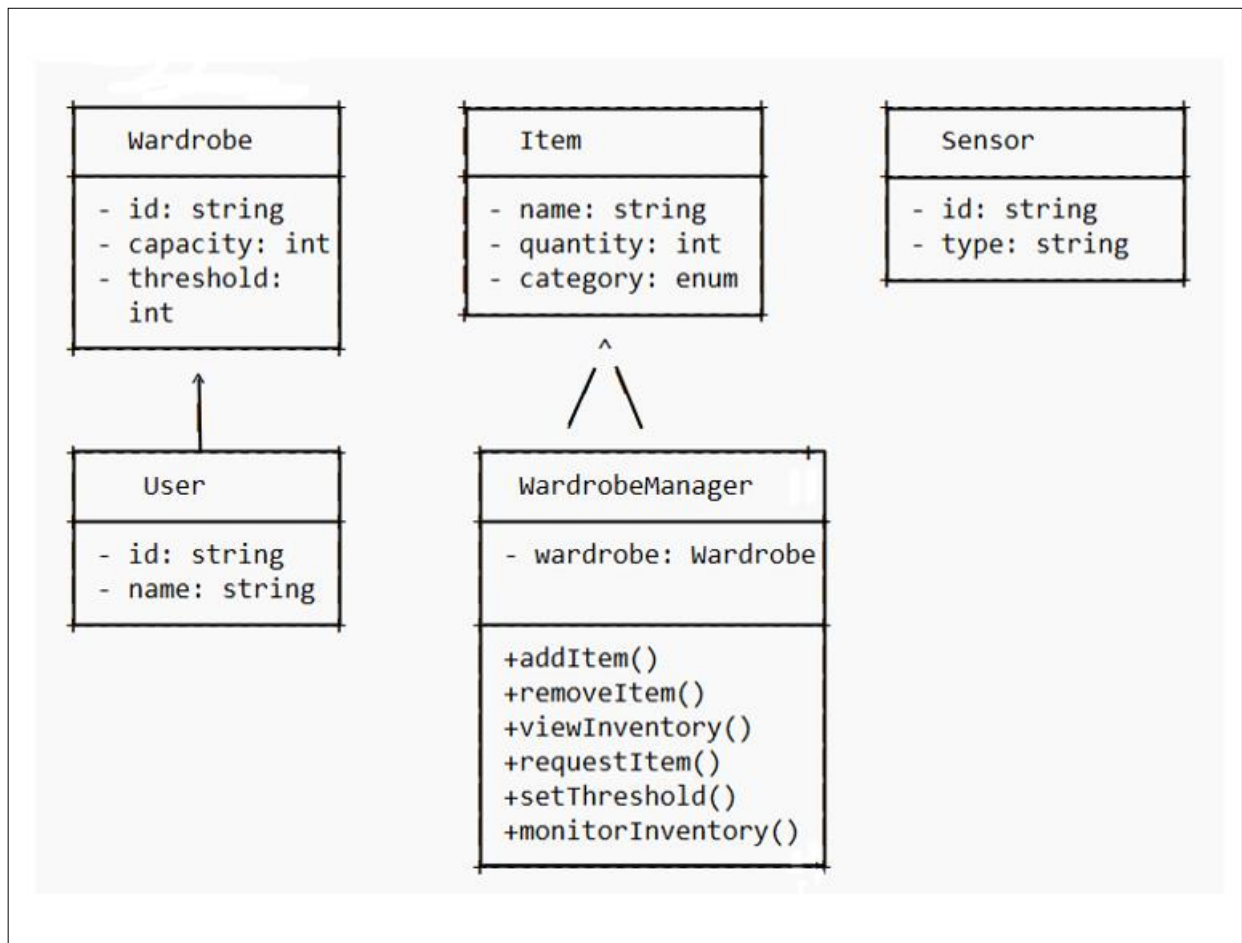 Wardrobe
- id: string
- capacity: int
- threshold:
int
Item
- name: string
- quantity: int
- category: enum
Sensor
- id: string
- type: string
User
- id: string
- name: string
WardrobeManager
- wardrobe: Wardrobe
+addItem()
+removeItem()
+viewInventory()
+requestItem()
+setThreshold()
+monitorInventory()